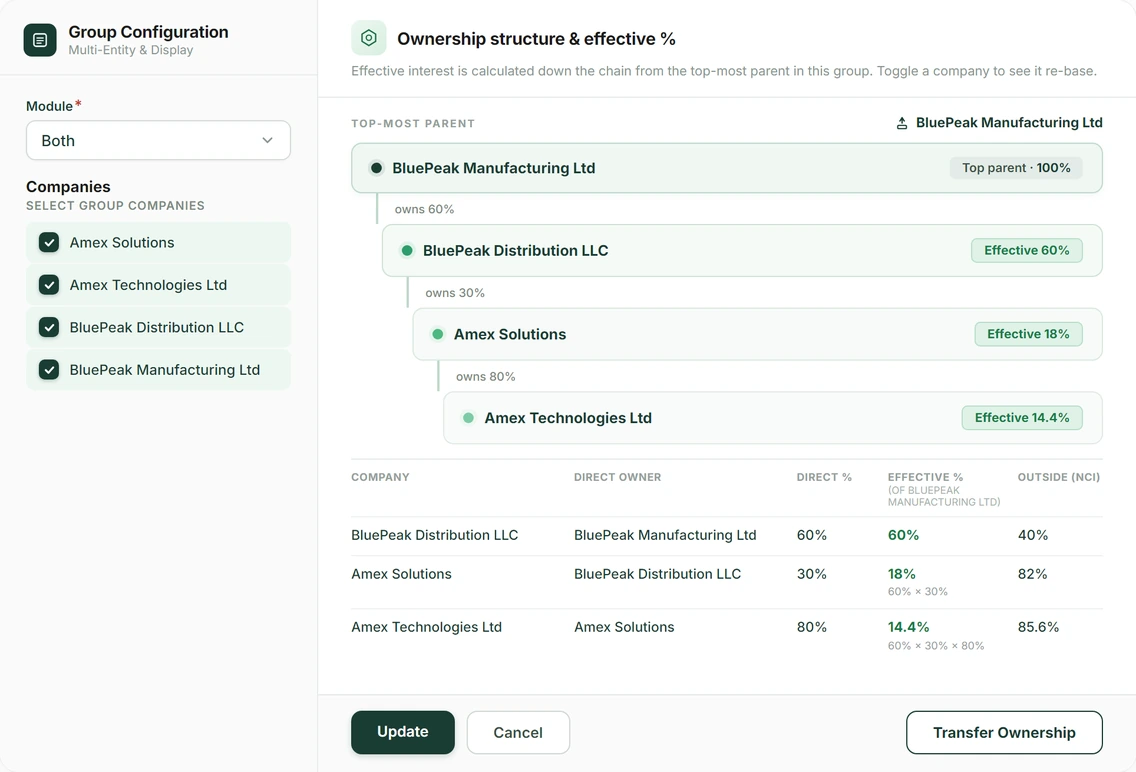 Group Configuration
Multi-Entity & Display
Module*
Both
Companies
SELECT GROUP COMPANIES
Amex Solutions
Amex Technologies Ltd
BluePeak Distribution LLC
BluePeak Manufacturing Ltd
Ownership structure & effective %
Effective interest is calculated down the chain from the top-most parent in this group. Toggle a company to see it re-base.
TOP-MOST PARENT
BluePeak Manufacturing Ltd
BluePeak Manufacturing Ltd
Top parent · 100%
owns 60%
BluePeak Distribution LLC
Effective 60%
owns 30%
Amex Solutions
Effective 18%
owns 80%
Amex Technologies Ltd
Effective 14.4%
COMPANY
DIRECT OWNER
DIRECT %
EFFECTIVE %
(OF BLUEPEAK
MANUFACTURING LTD)
OUTSIDE (NCI)
BluePeak Distribution LLC
BluePeak Manufacturing Ltd
60%
60%
40%
Amex Solutions
BluePeak Distribution LLC
30%
18%
60% × 30%
82%
Amex Technologies Ltd
Amex Solutions
80%
14.4%
60% × 30% × 80%
85.6%
Update
Cancel
Transfer Ownership